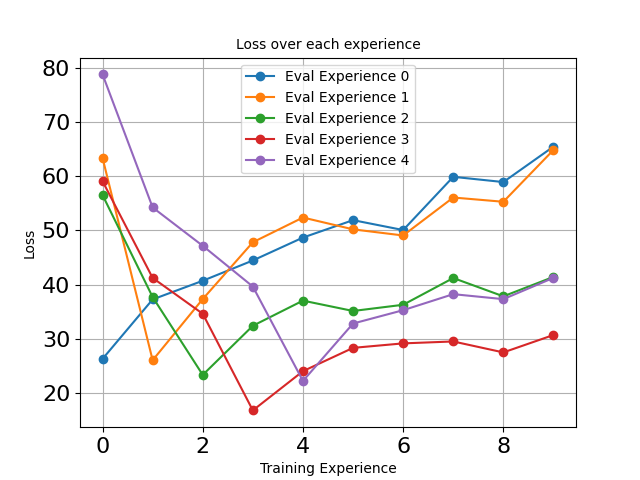 Loss over each experience
Eval Experience 0
Eval Experience 1
Eval Experience 2
Eval Experience 3
Eval Experience 4
80
70
60
50
40
30
20
Loss
0 2 4 6 8
Training Experience